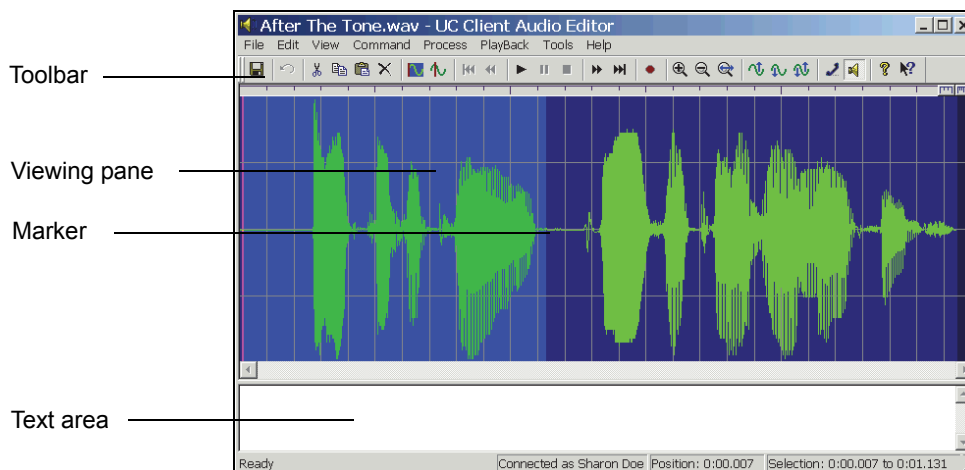 After The Tone.wav - UC Client Audio Editor
File Edit View Command Process PlayBack Tools Help
Toolbar
Viewing pane
Marker
Text area
Ready Connected as Sharon Doe Position: 0:00.007 Selection: 0:00.007 to 0:01.131